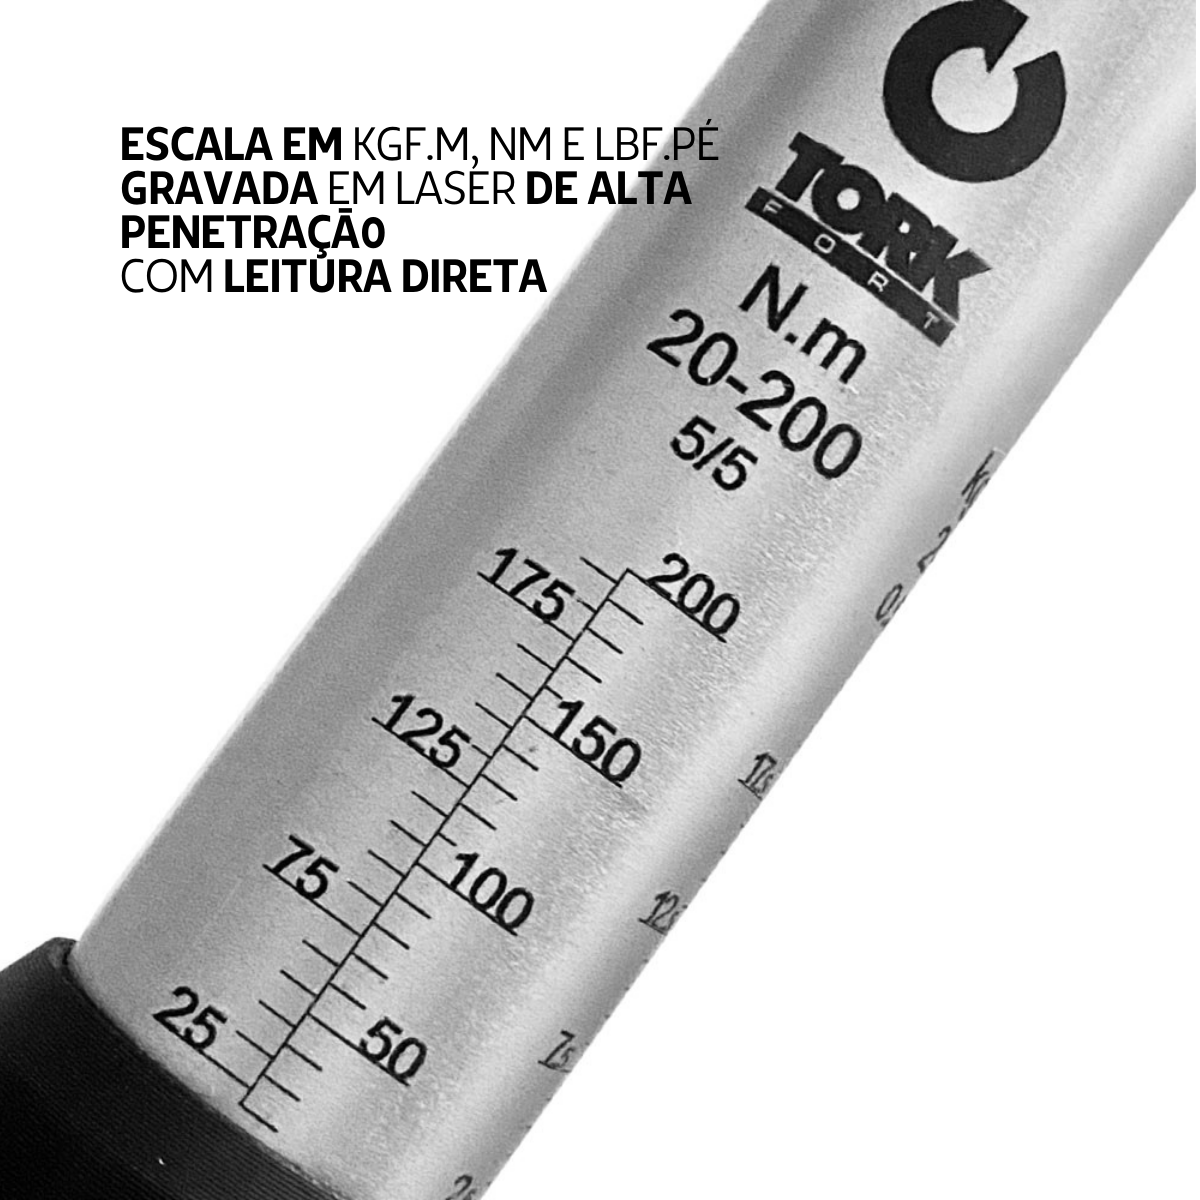 ESCALA EM KGF.M, NM E LBF.PÉ
GRAVADA EM LASER DE ALTA
PENETRAÇÃO
COM LEITURA DIRETA
TORK
FORT
N.m
20-200
5/5
200
175
150
125
100
75
50
25